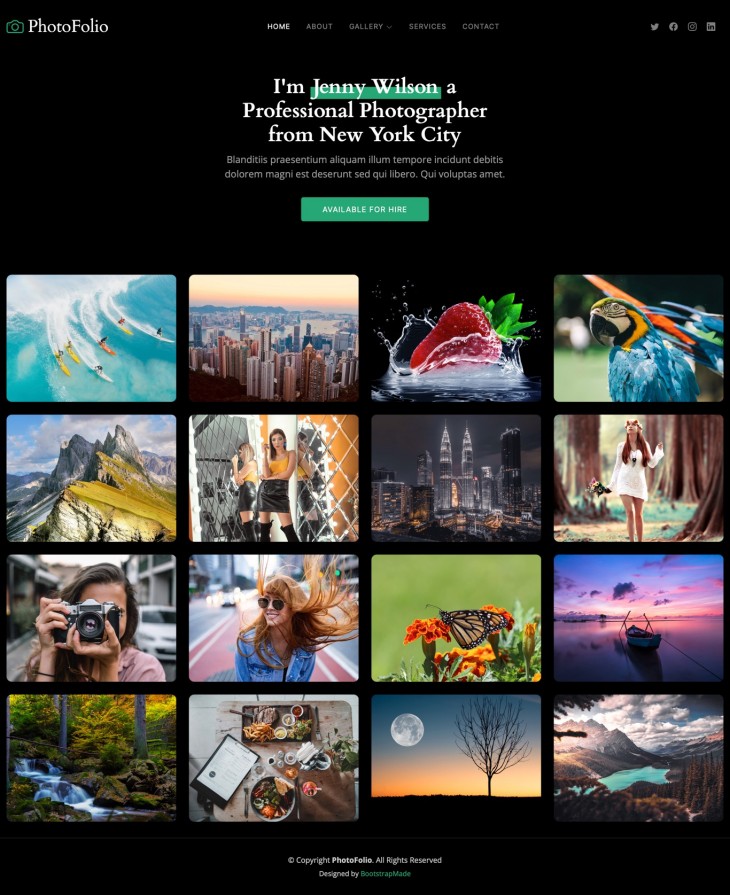 PhotoFolio
HOME ABOUT GALLERY SERVICES CONTACT
I'm Jenny Wilson a
Professional Photographer
from New York City
Blanditiis praesentium aliquam illum tempore incidunt debitis
dolorem magni est deserunt sed qui libero. Qui voluptas amet.
AVAILABLE FOR HIRE
© Copyright PhotoFolio. All Rights Reserved
Designed by BootstrapMade